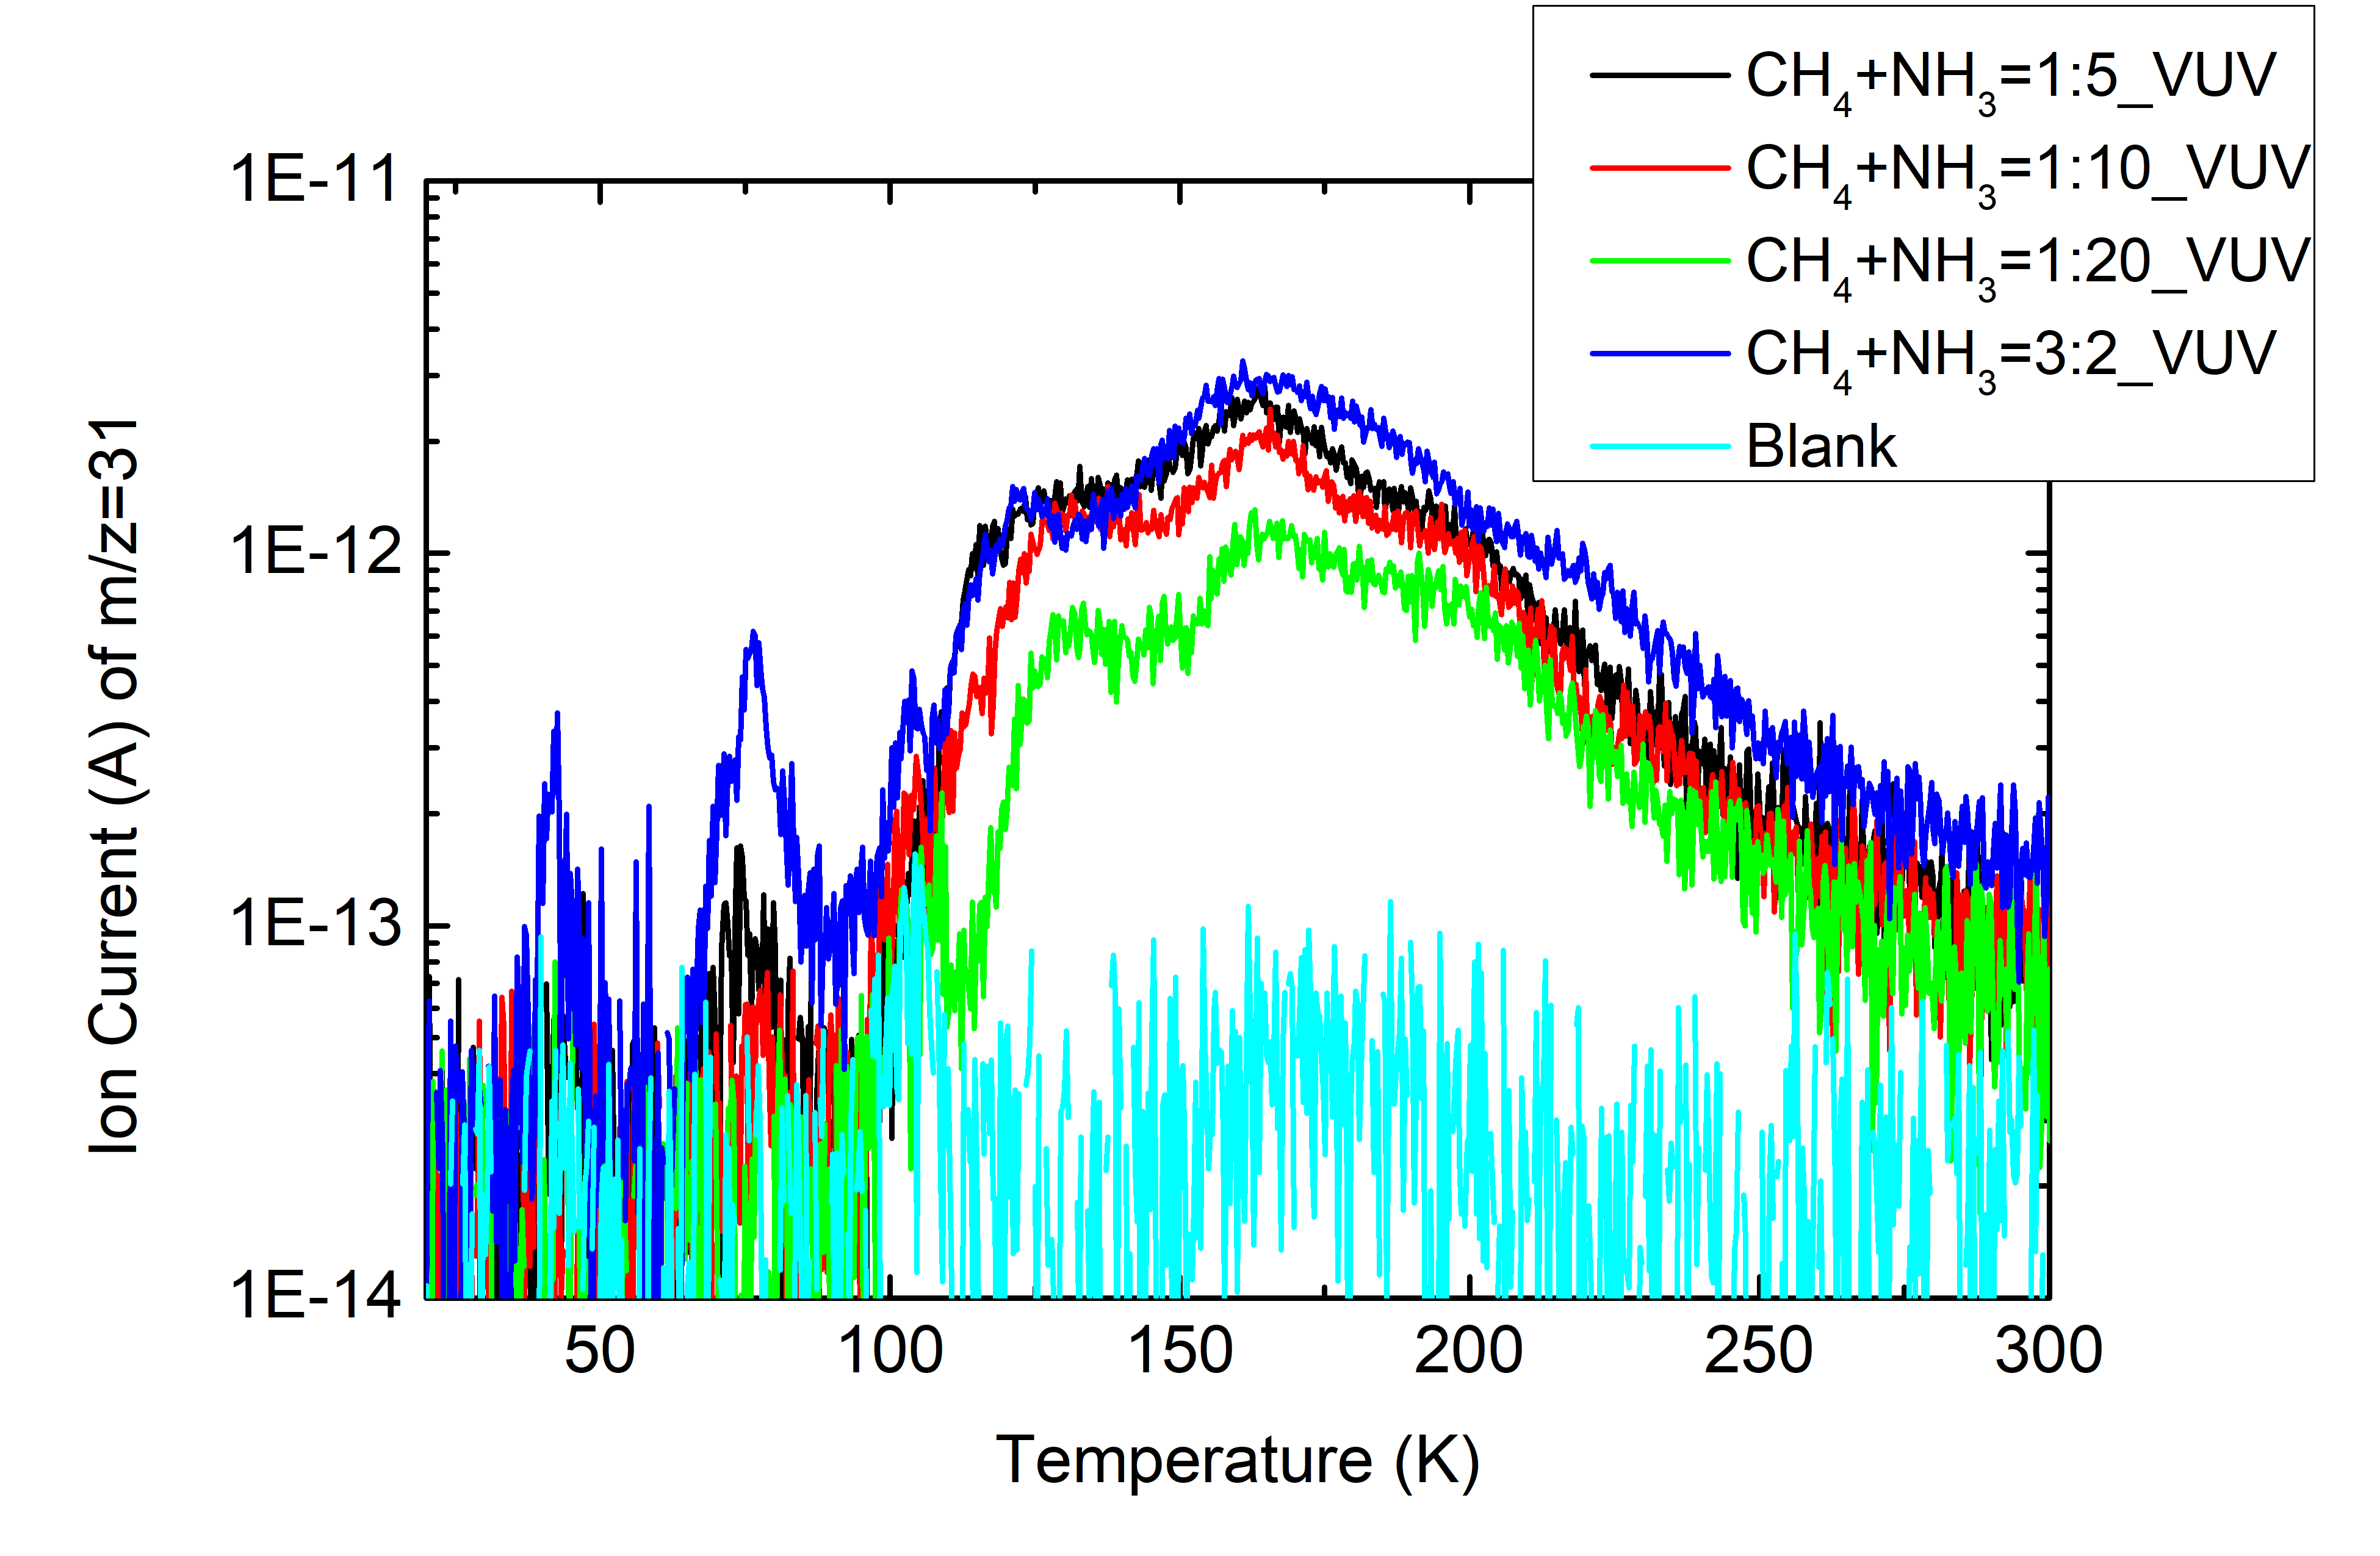 CH4+NH3=1:5_VUV
CH4+NH3=1:10_VUV
CH4+NH3=1:20_VUV
CH4+NH3=3:2_VUV
Blank
1E-11
1E-12
1E-13
1E-14
Ion Current (A) of m/z=31
50 100 150 200 250 300
Temperature (K)